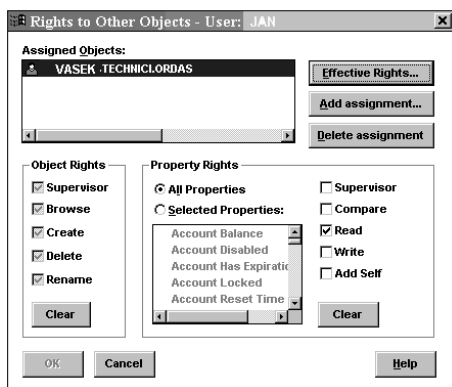 Rights to Other Objects - User: JAN
Assigned Objects:
VASEK .TECHNICI.ORDAS
Effective Rights...
Add assignment...
Delete assignment
Object Rights
Supervisor
Browse
Create
Delete
Rename
Clear
Property Rights
All Properties
Selected Properties:
Account Balance
Account Disabled
Account Has Expiratic
Account Locked
Account Reset Time
Supervisor
Compare
Read
Write
Add Self
Clear
OK
Cancel
Help